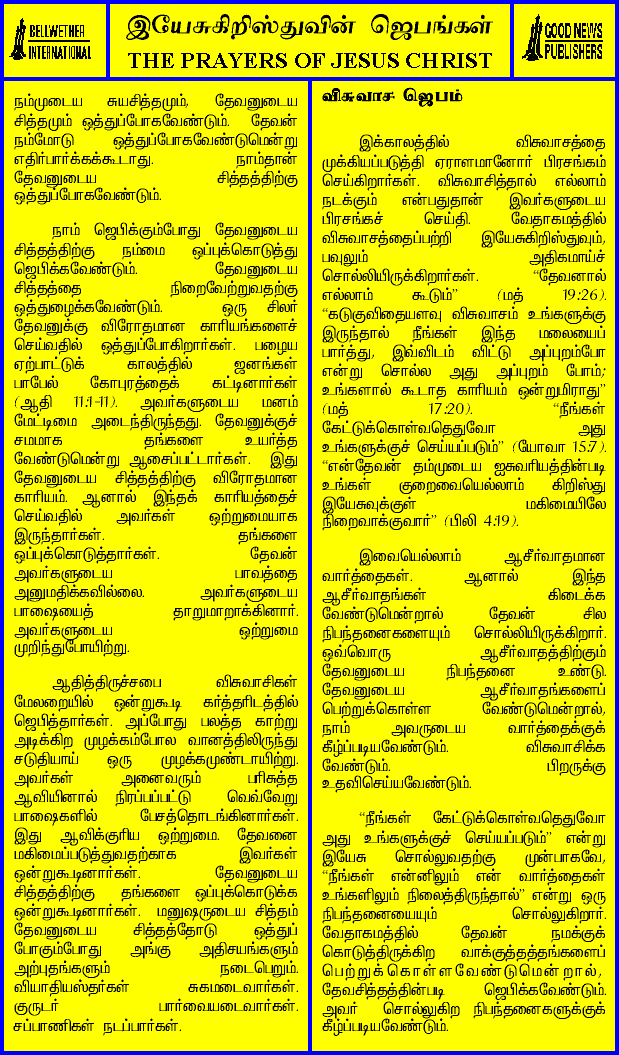 BELLWETHER
INTERNATIONAL
இயேசுகிறிஸ்துவின் ஜெபங்கள்
THE PRAYERS OF JESUS CHRIST
GOOD NEWS
PUBLISHERS
நம்முடைய சுயசித்தமும், தேவனுடைய
சித்தமும் ஒத்துப்போகவேண்டும். தேவன்
நம்மோடு ஒத்துப்போகவேண்டுமென்று
எதிர்பார்க்கக்கூடாது. நாம்தான்
தேவனுடைய சித்தத்திற்கு
ஒத்துப்போகவேண்டும்.
நாம் ஜெபிக்கும்போது தேவனுடைய
சித்தத்திற்கு நம்மை ஒப்புக்கொடுத்து
ஜெபிக்கவேண்டும். தேவனுடைய
சித்தத்தை நிறைவேற்றுவதற்கு
ஒத்துழைக்கவேண்டும். ஒரு சிலர்
தேவனுக்கு விரோதமான காரியங்களைச்
செய்வதில் ஒத்துப்போகிறார்கள். பழைய
ஏற்பாட்டுக் காலத்தில் ஜனங்கள்
பாபேல் கோபுரத்தைக் கட்டினார்கள்
(ஆதி 11:1-11). அவர்களுடைய மனம்
மேட்டிமை அடைந்திருந்தது. தேவனுக்குச்
சமமாக தங்களை உயர்த்த
வேண்டுமென்று ஆசைப்பட்டார்கள். இது
தேவனுடைய சித்தத்திற்கு விரோதமான
காரியம். ஆனால் இந்தக் காரியத்தைச்
செய்வதில் அவர்கள் ஒற்றுமையாக
இருந்தார்கள். தங்களை
ஒப்புக்கொடுத்தார்கள். தேவன்
அவர்களுடைய பாவத்தை
அனுமதிக்கவில்லை. அவர்களுடைய
பாஷையைத் தாறுமாறாக்கினார்.
அவர்களுடைய ஒற்றுமை
முறிந்துபோயிற்று.
ஆதித்திருச்சபை விசுவாசிகள்
மேலறையில் ஒன்றுகூடி கர்த்தரிடத்தில்
ஜெபித்தார்கள். அப்போது பலத்த காற்று
அடிக்கிற முழக்கம்போல வானத்திலிருந்து
சடுதியாய் ஒரு முழக்கமுண்டாயிற்று.
அவர்கள் அனைவரும் பரிசுத்த
ஆவியினால் நிரப்பப்பட்டு வெவ்வேறு
பாஷைகளில் பேசத்தொடங்கினார்கள்.
இது ஆவிக்குரிய ஒற்றுமை. தேவனை
மகிமைப்படுத்துவதற்காக இவர்கள்
ஒன்றுகூடினார்கள். தேவனுடைய
சித்தத்திற்கு தங்களை ஒப்புக்கொடுக்க
ஒன்றுகூடினார்கள். மனுஷருடைய சித்தம்
தேவனுடைய சித்தத்தோடு ஒத்துப்
போகும்போது அங்கு அதிசயங்களும்
அற்புதங்களும் நடைபெறும்.
வியாதியஸ்தர்கள் சுகமடைவார்கள்.
குருடர் பார்வையடைவார்கள்.
சப்பாணிகள் நடப்பார்கள்.
விசுவாச ஜெபம்
இக்காலத்தில் விசுவாசத்தை
முக்கியப்படுத்தி ஏராளமானோர் பிரசங்கம்
செய்கிறார்கள். விசுவாசித்தால் எல்லாம்
நடக்கும் என்பதுதான் இவர்களுடைய
பிரசங்கச் செய்தி. வேதாகமத்தில்
விசுவாசத்தைப்பற்றி இயேசுகிறிஸ்துவும்,
பவுலும் அதிகமாய்ச்
சொல்லியிருக்கிறார்கள். “தேவனால்
எல்லாம் கூடும்” (மத் 19:26).
“கடுகுவிதையளவு விசுவாசம் உங்களுக்கு
இருந்தால் நீங்கள் இந்த மலையைப்
பார்த்து, இவ்விடம் விட்டு அப்புறம்போ
என்று சொல்ல அது அப்புறம் போம்;
உங்களால் கூடாத காரியம் ஒன்றுமிராது”
(மத் 17:20). “நீங்கள்
கேட்டுக்கொள்வதெதுவோ அது
உங்களுக்குச் செய்யப்படும்” (யோவா 15:7).
“என்தேவன் தம்முடைய ஐசுவரியத்தின்படி
உங்கள் குறைவையெல்லாம் கிறிஸ்து
இயேசுவுக்குள் மகிமையிலே
நிறைவாக்குவார்” (பிலி 4:19).
இவையெல்லாம் ஆசீர்வாதமான
வார்த்தைகள். ஆனால் இந்த
ஆசீர்வாதங்கள் கிடைக்க
வேண்டுமென்றால் தேவன் சில
நிபந்தனைகளையும் சொல்லியிருக்கிறார்.
ஒவ்வொரு ஆசீர்வாதத்திற்கும்
தேவனுடைய நிபந்தனை உண்டு.
தேவனுடைய ஆசீர்வாதங்களைப்
பெற்றுக்கொள்ள வேண்டுமென்றால்,
நாம் அவருடைய வார்த்தைக்குக்
கீழ்ப்படியவேண்டும். விசுவாசிக்க
வேண்டும். பிறருக்கு
உதவிசெய்யவேண்டும்.
“நீங்கள் கேட்டுக்கொள்வதெதுவோ
அது உங்களுக்குச் செய்யப்படும்” என்று
இயேசு சொல்லுவதற்கு முன்பாகவே,
“நீங்கள் என்னிலும் என் வார்த்தைகள்
உங்களிலும் நிலைத்திருந்தால்” என்று ஒரு
நிபந்தனையையும் சொல்லுகிறார்.
வேதாகமத்தில் தேவன் நமக்குக்
கொடுத்திருக்கிற வாக்குத்தத்தங்களைப்
பெற்றுக்கொள்ளவேண்டுமென்றால்,
தேவசித்தத்தின்படி ஜெபிக்கவேண்டும்.
அவர் சொல்லுகிற நிபந்தனைகளுக்குக்
கீழ்ப்படியவேண்டும்.